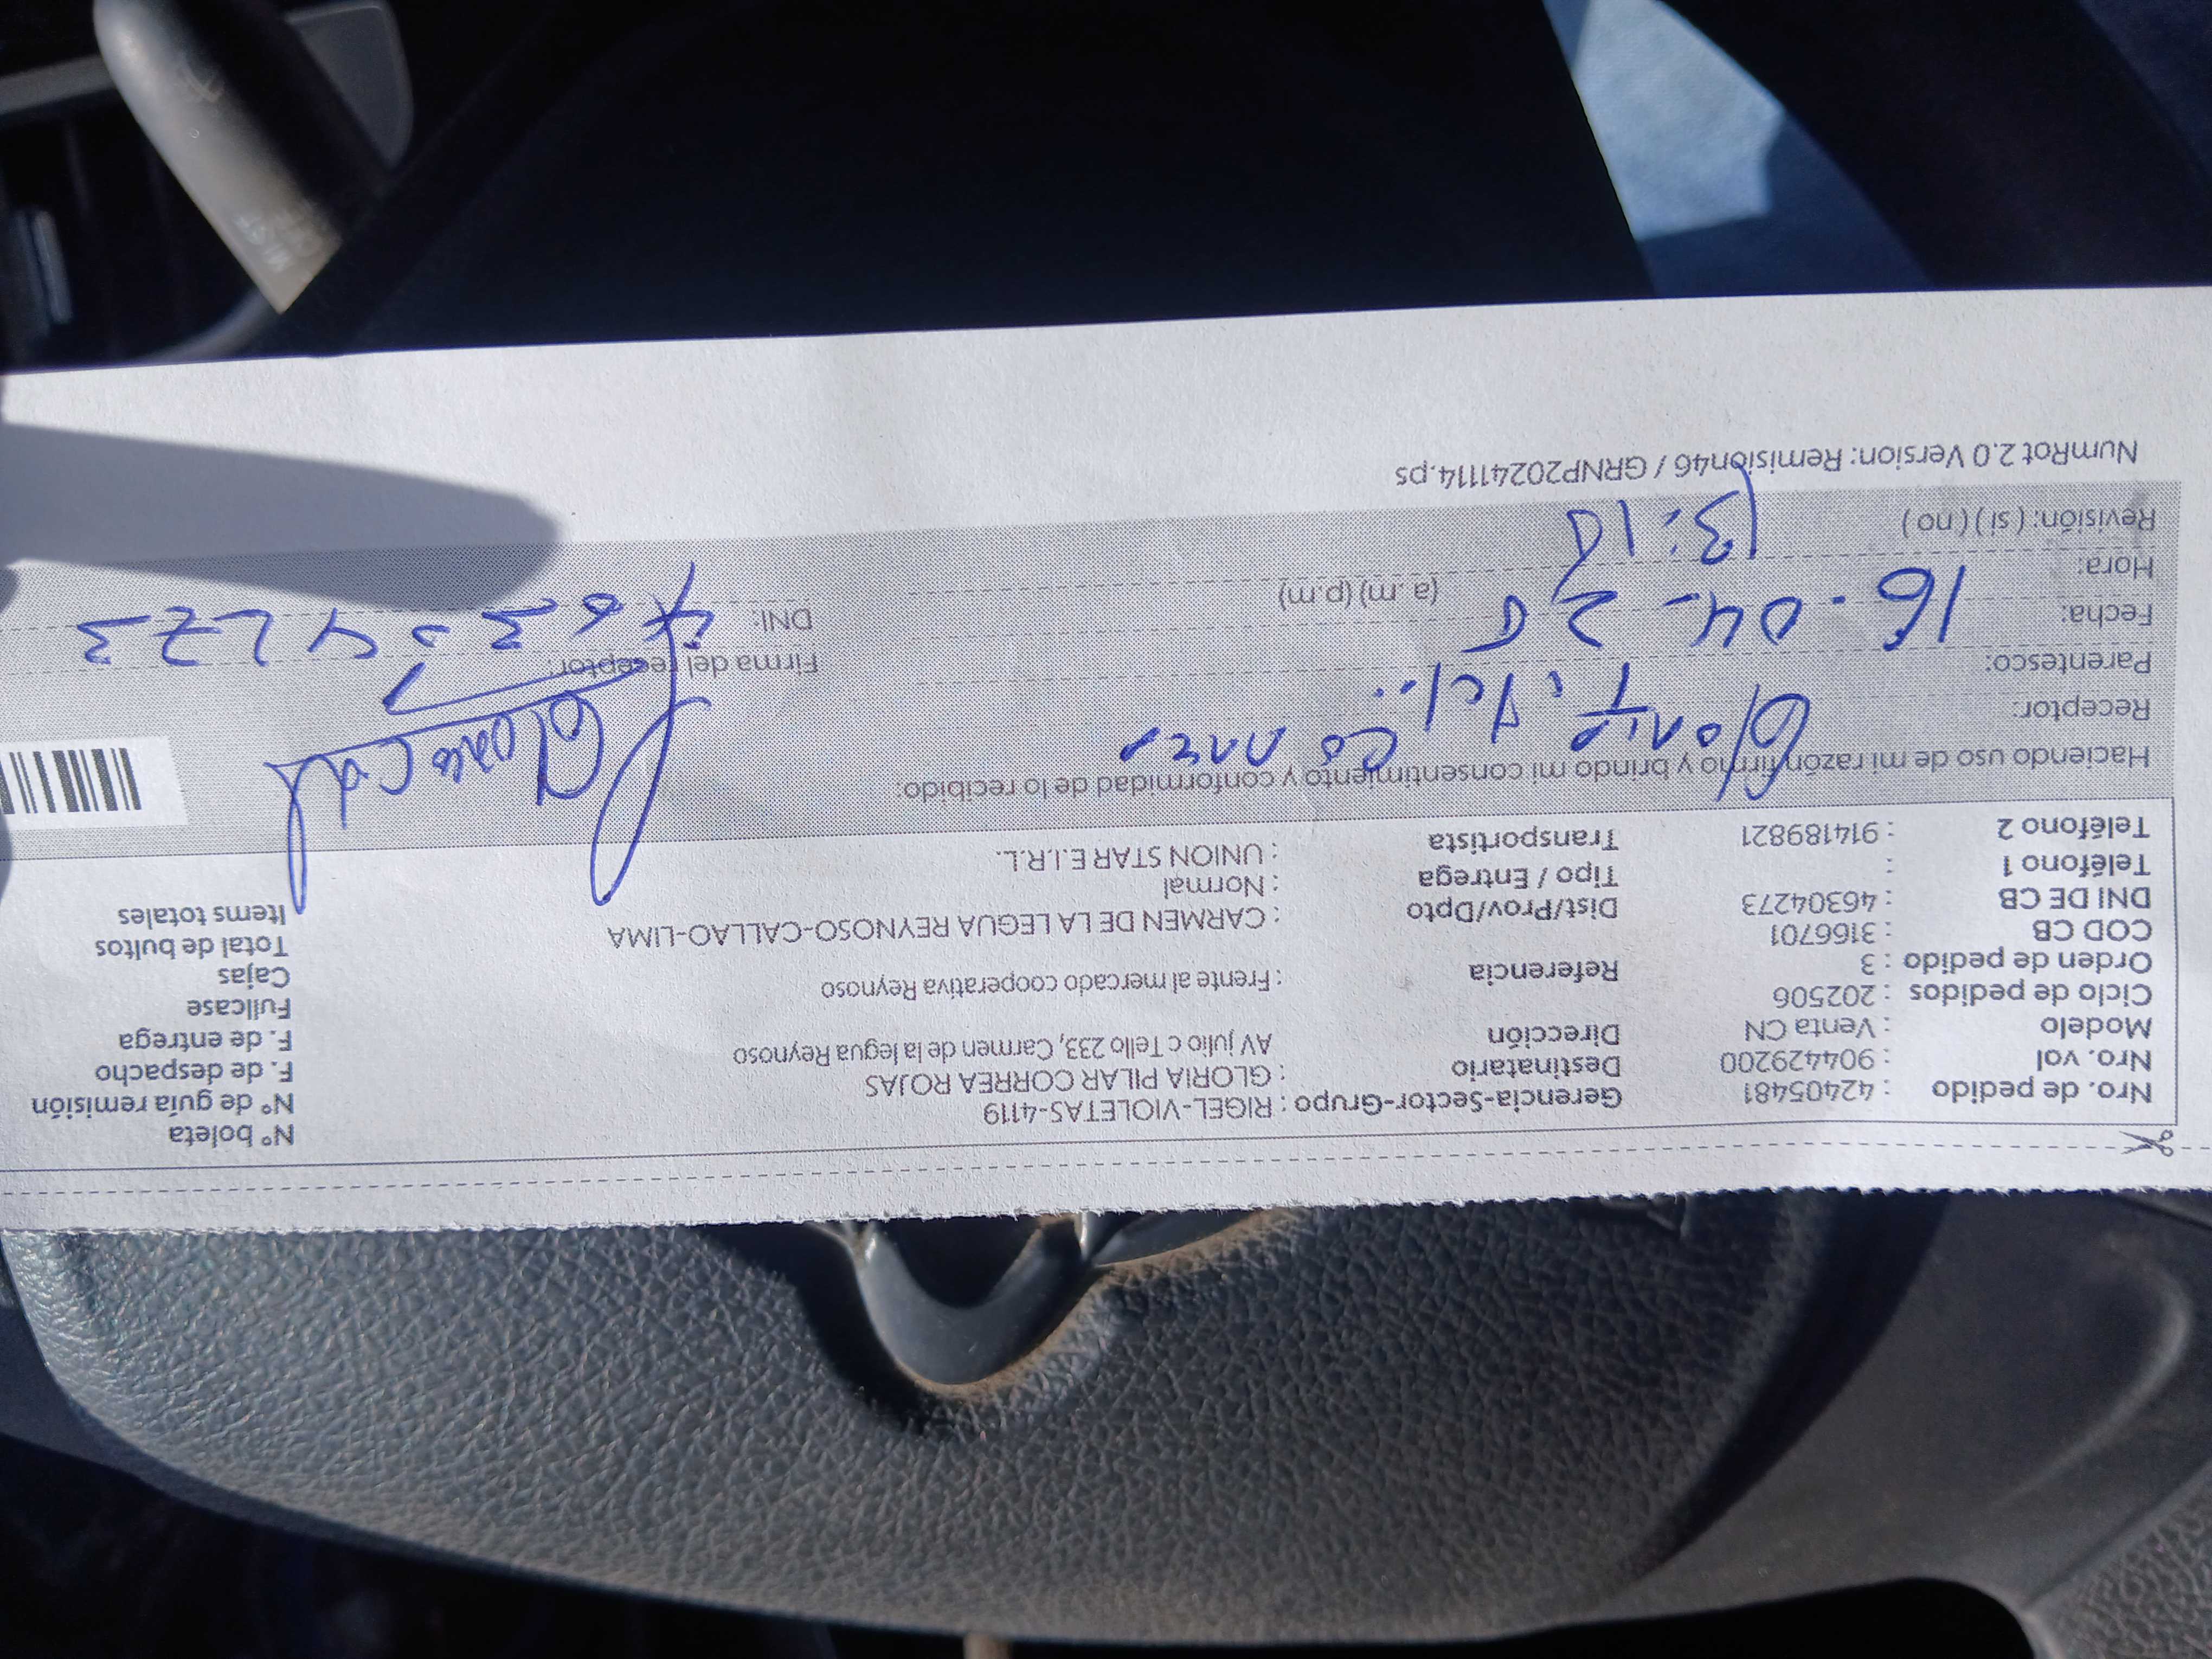 Nro. de pedido : 42405481 Gerencia-Sector-Grupo : RIGEL-VIOLETAS-4119 N° boleta
Nro. vol : 904429200 Destinatario : GLORIA PILAR CORREA ROJAS N° de guía remisión
Modelo : Venta CN Dirección AV julio c Tello 233, Carmen de la legua Reynoso F. de despacho
Ciclo de pedidos : 202506 F. de entrega
Orden de pedido : 3 Referencia : Frente al mercado cooperativa Reynoso Fullcase
COD CB : 3166701 Cajas
DNI DE CB : 46304273 Dist/Prov/Dpto : CARMEN DE LA LEGUA REYNOSO-CALLAO-LIMA Total de bultos
Teléfono 1 : Tipo / Entrega : Normal Items totales
Teléfono 2 : 914189821 Transportista : UNION STAR E.I.R.L.
Haciendo uso de mi razón firmo y brindo mi consentimiento y conformidad de lo recibido:
Receptor: Gloria Correa
Parentesco: Titul. Firma del receptor:
Fecha: 16-04-25 DNI: 46304273
Hora: 13:10 (a. m) (p.m)
Revisión: ( si ) ( no )
NumRot 2.0 Version: Remision46 / GRNP20241114.ps